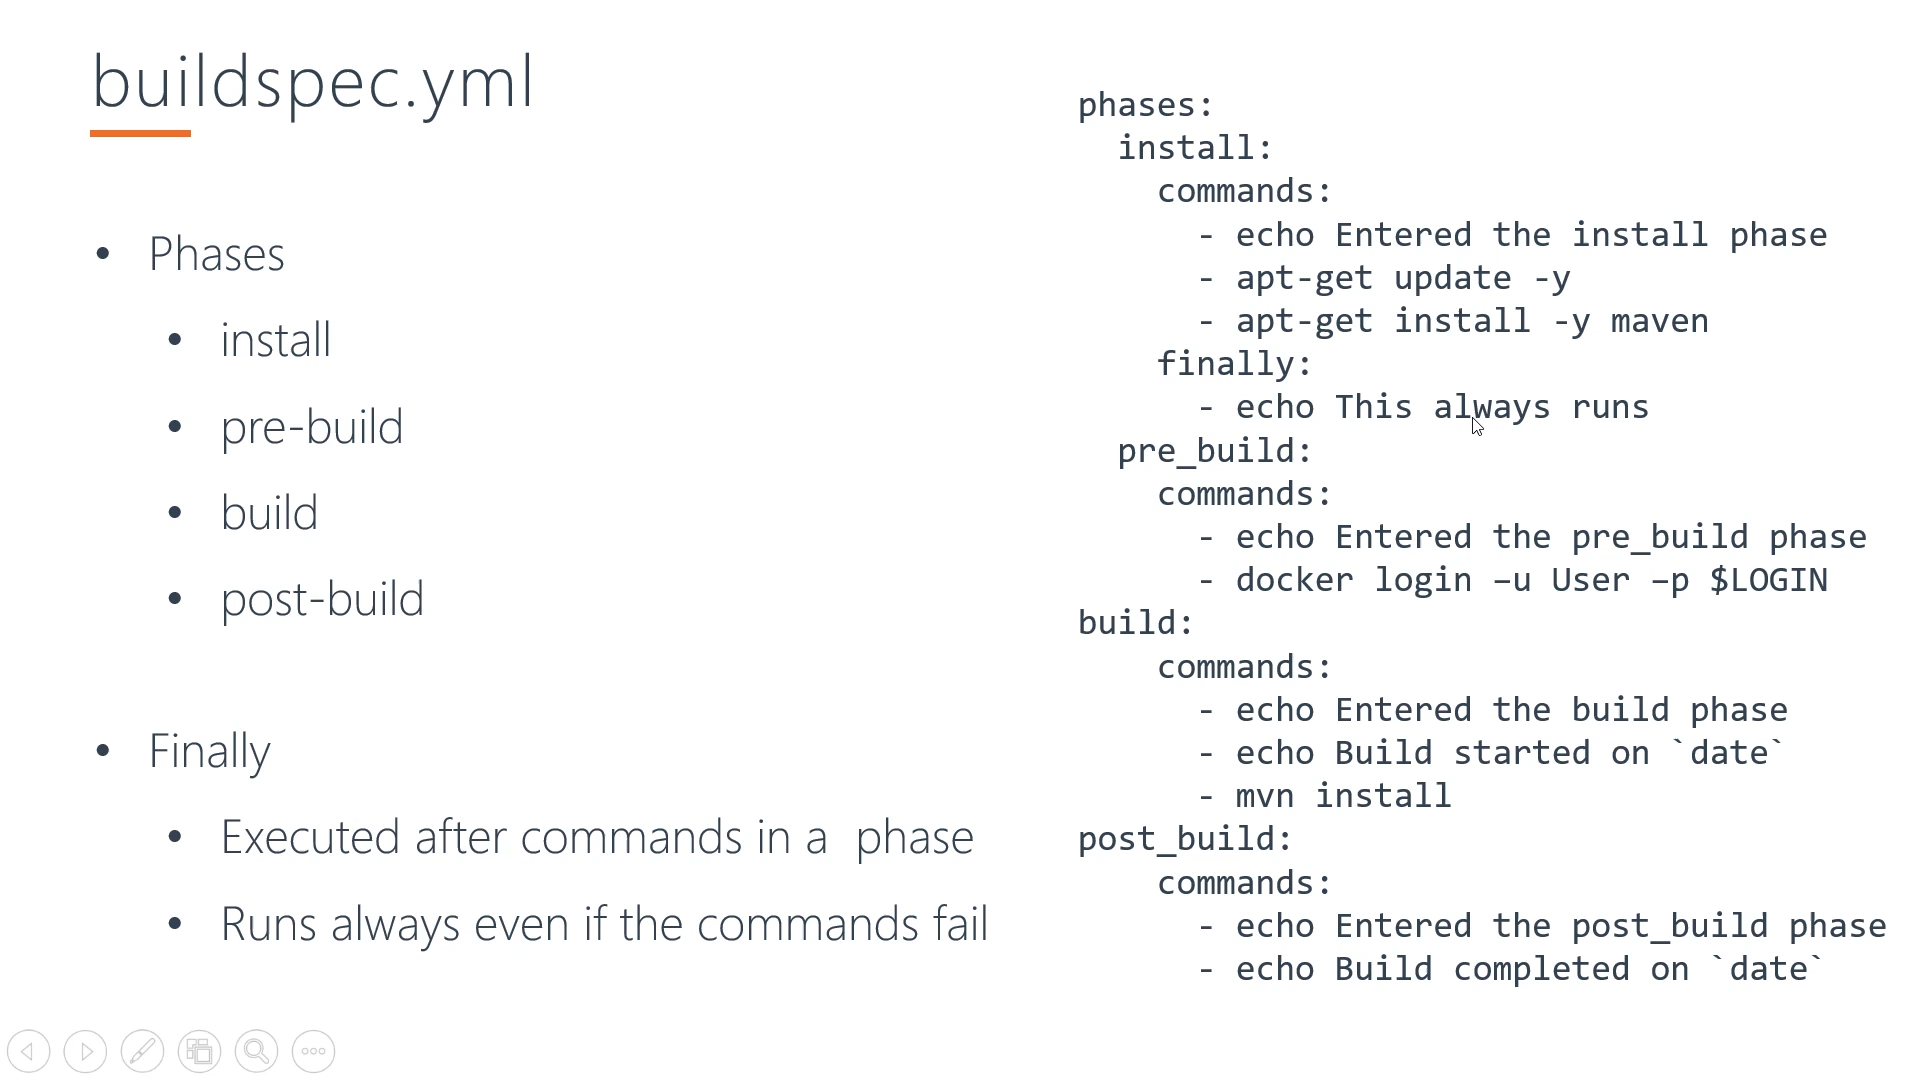 buildspec.yml
• Phases
• install
• pre-build
• build
• post-build
• Finally
• Executed after commands in a  phase
• Runs always even if the commands fail
phases:
  install:
    commands:
      - echo Entered the install phase
      - apt-get update -y
      - apt-get install -y maven
    finally:
      - echo This always runs
  pre_build:
    commands:
      - echo Entered the pre_build phase
      - docker login –u User –p $LOGIN
build:
    commands:
      - echo Entered the build phase
      - echo Build started on `date`
      - mvn install
post_build:
    commands:
      - echo Entered the post_build phase
      - echo Build completed on `date`